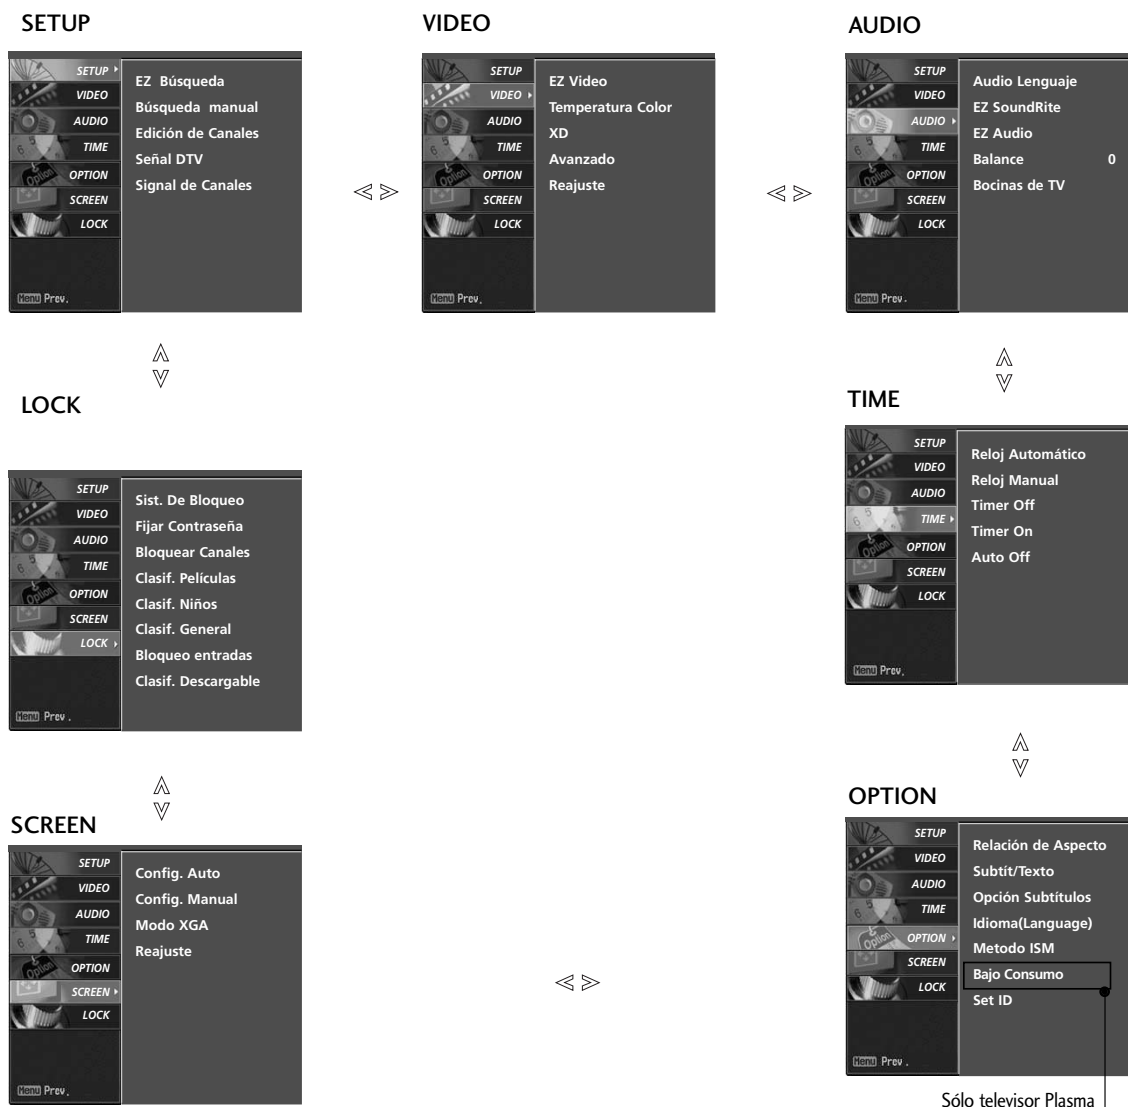 SETUP
SETUP
VIDEO
AUDIO
TIME
OPTION
SCREEN
LOCK
EZ Búsqueda
Búsqueda manual
Edición de Canales
Señal DTV
Signal de Canales
Menu Prev.
VIDEO
SETUP
VIDEO
AUDIO
TIME
OPTION
SCREEN
LOCK
EZ Video
Temperatura Color
XD
Avanzado
Reajuste
Menu Prev.
AUDIO
SETUP
VIDEO
AUDIO
TIME
OPTION
SCREEN
LOCK
Audio Lenguaje
EZ SoundRite
EZ Audio
Balance 0
Bocinas de TV
Menu Prev.
LOCK
SETUP
VIDEO
AUDIO
TIME
OPTION
SCREEN
LOCK
Sist. De Bloqueo
Fijar Contraseña
Bloquear Canales
Clasif. Películas
Clasif. Niños
Clasif. General
Bloqueo entradas
Clasif. Descargable
Menu Prev.
TIME
SETUP
VIDEO
AUDIO
TIME
OPTION
SCREEN
LOCK
Reloj Automático
Reloj Manual
Timer Off
Timer On
Auto Off
Menu Prev.
SCREEN
SETUP
VIDEO
AUDIO
TIME
OPTION
SCREEN
LOCK
Config. Auto
Config. Manual
Modo XGA
Reajuste
Menu Prev.
OPTION
SETUP
VIDEO
AUDIO
TIME
OPTION
SCREEN
LOCK
Relación de Aspecto
Subtít/Texto
Opción Subtítulos
Idioma(Language)
Metodo ISM
Bajo Consumo
Set ID
Menu Prev.
Sólo televisor Plasma